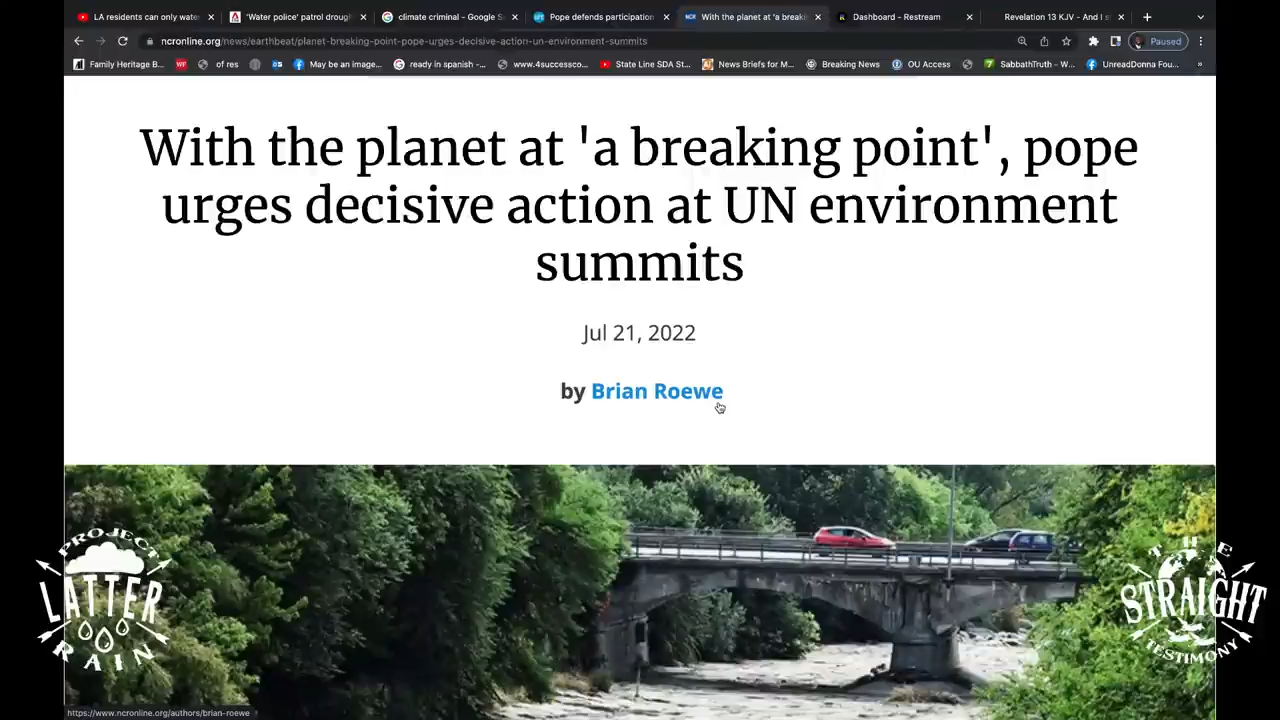 LA residents can only water
'Water police' patrol drough
climate criminal - Google S
Pope defends participation
With the planet at 'a break
Dashboard - Restream
Revelation 13 KJV - And I s
ncronline.org/news/earthbeat/planet-breaking-point-pope-urges-decisive-action-un-environment-summits
Paused
Family Heritage B...
WF
of res
May be an image...
ready in spanish -...
www.4successco...
State Line SDA St...
News Briefs for M...
Breaking News
OU Access
SabbathTruth - W...
UnreadDonna Fou...
With the planet at 'a breaking point', pope
urges decisive action at UN environment
summits
Jul 21, 2022
by Brian Roewe
PROJECT
LATTER
RAIN
THE
STRAIGHT
TESTIMONY
https://www.ncronline.org/authors/brian-roewe